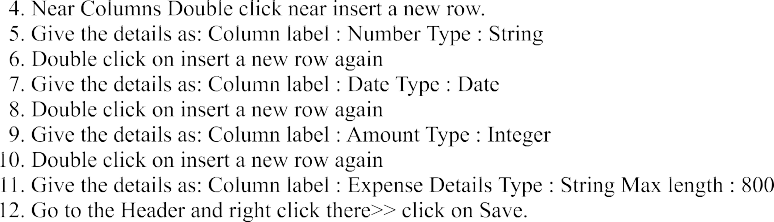 4. Near Columns Double click near insert a new row.
5. Give the details as: Column label : Number Type : String
6. Double click on insert a new row again
7. Give the details as: Column label : Date Type : Date
8. Double click on insert a new row again
9. Give the details as: Column label : Amount Type : Integer
10. Double click on insert a new row again
11. Give the details as: Column label : Expense Details Type : String Max length : 800
12. Go to the Header and right click there>> click on Save.